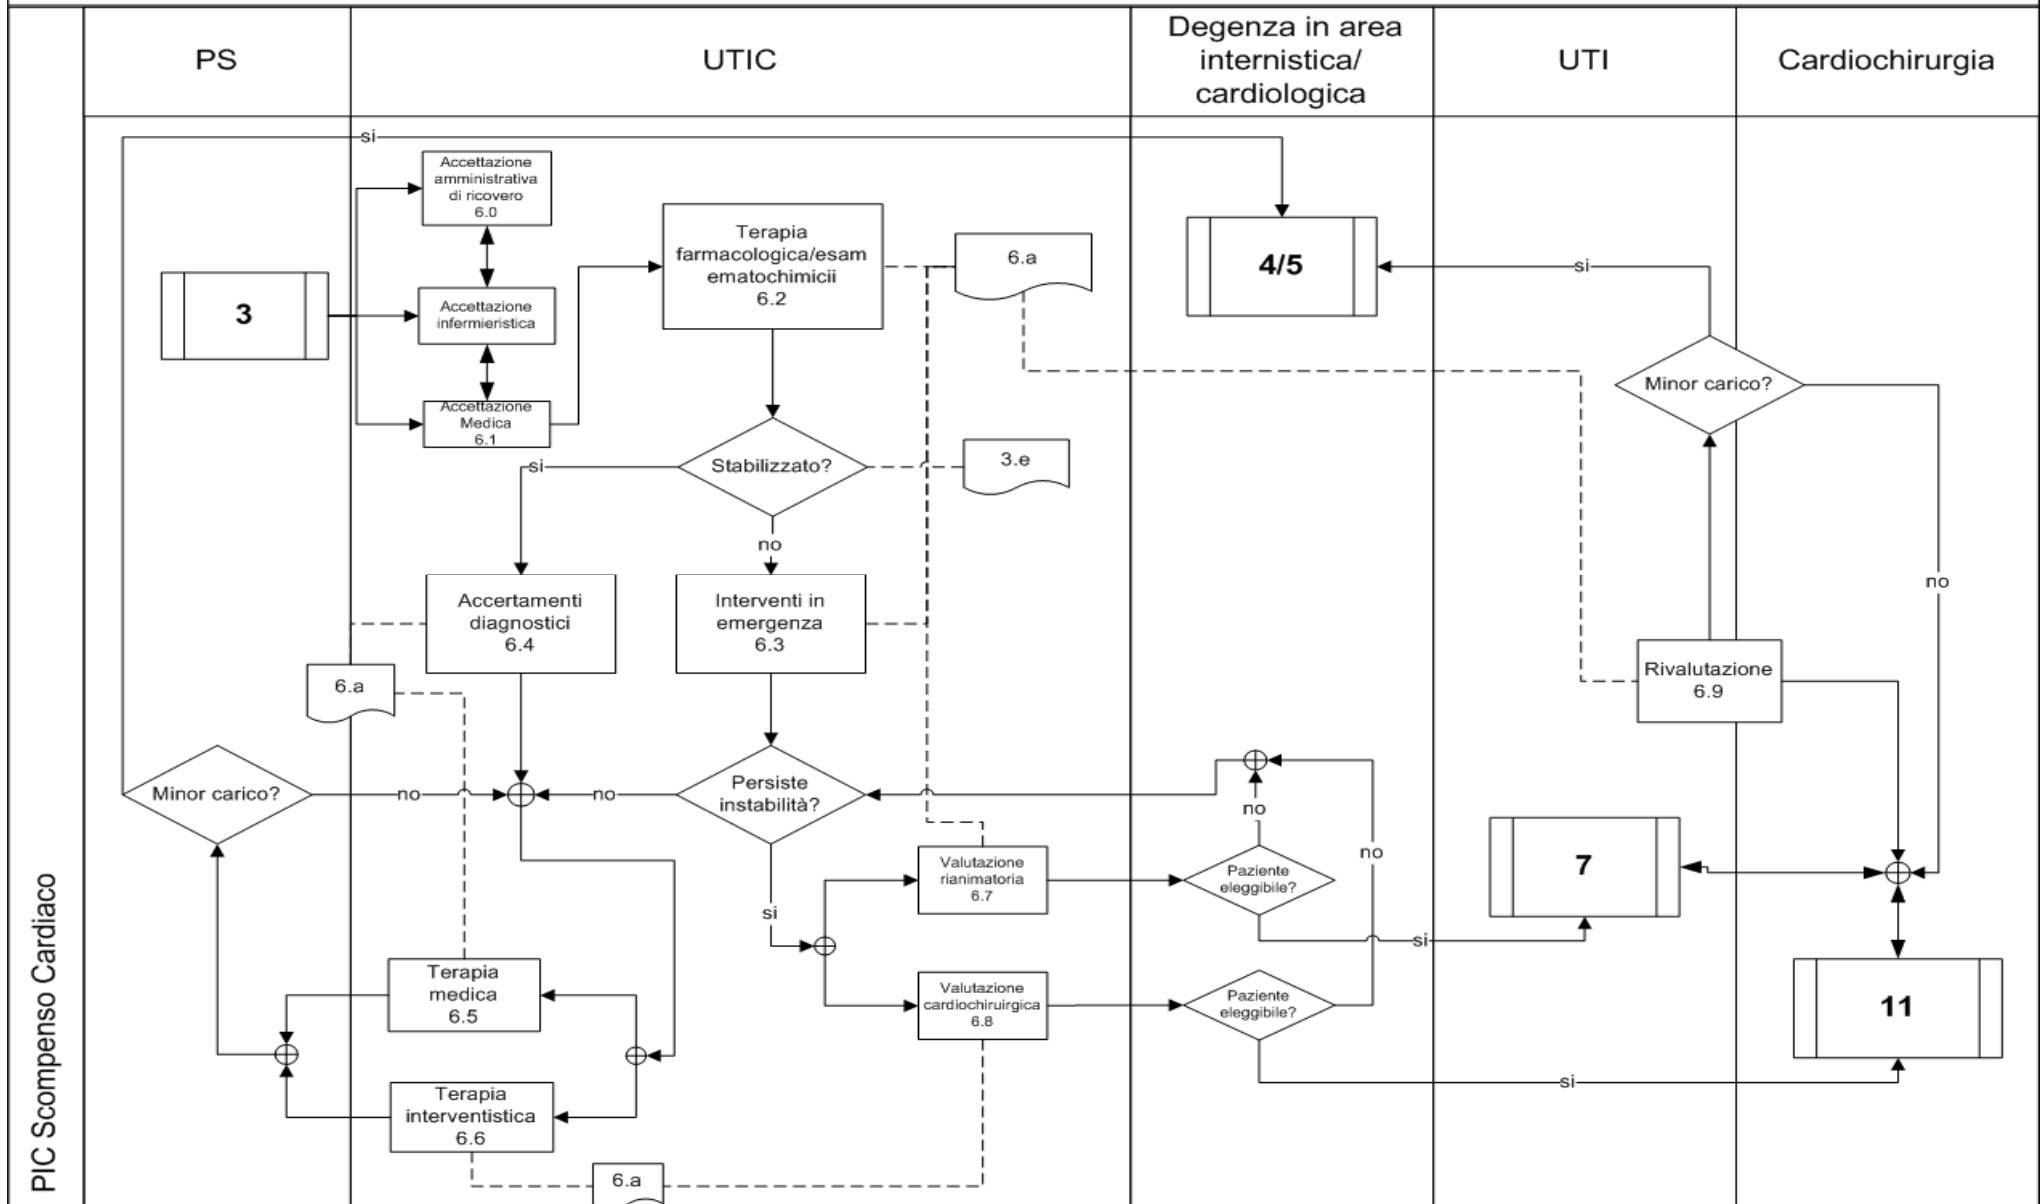 PS
UTIC
Degenza in area
internistica/
cardiologica
UTI
Cardiochirurgia
PIC Scompenso Cardiaco
si
Accettazione
amministrativa
di ricovero
6.0
3
Accettazione
infermieristica
Accettazione
Medica
6.1
Terapia
farmacologica/esam
ematochimicii
6.2
6.a
4/5
si
Minor carico?
Stabilizzato?
3.e
si
no
no
Accertamenti
diagnostici
6.4
Interventi in
emergenza
6.3
Rivalutazione
6.9
6.a
Minor carico?
no
no
Persiste
instabilità?
no
no
si
Valutazione
rianimatoria
6.7
Paziente
eleggibile?
si
7
Terapia
medica
6.5
Valutazione
cardiochiruirgica
6.8
Paziente
eleggibile?
11
si
Terapia
interventistica
6.6
6.a